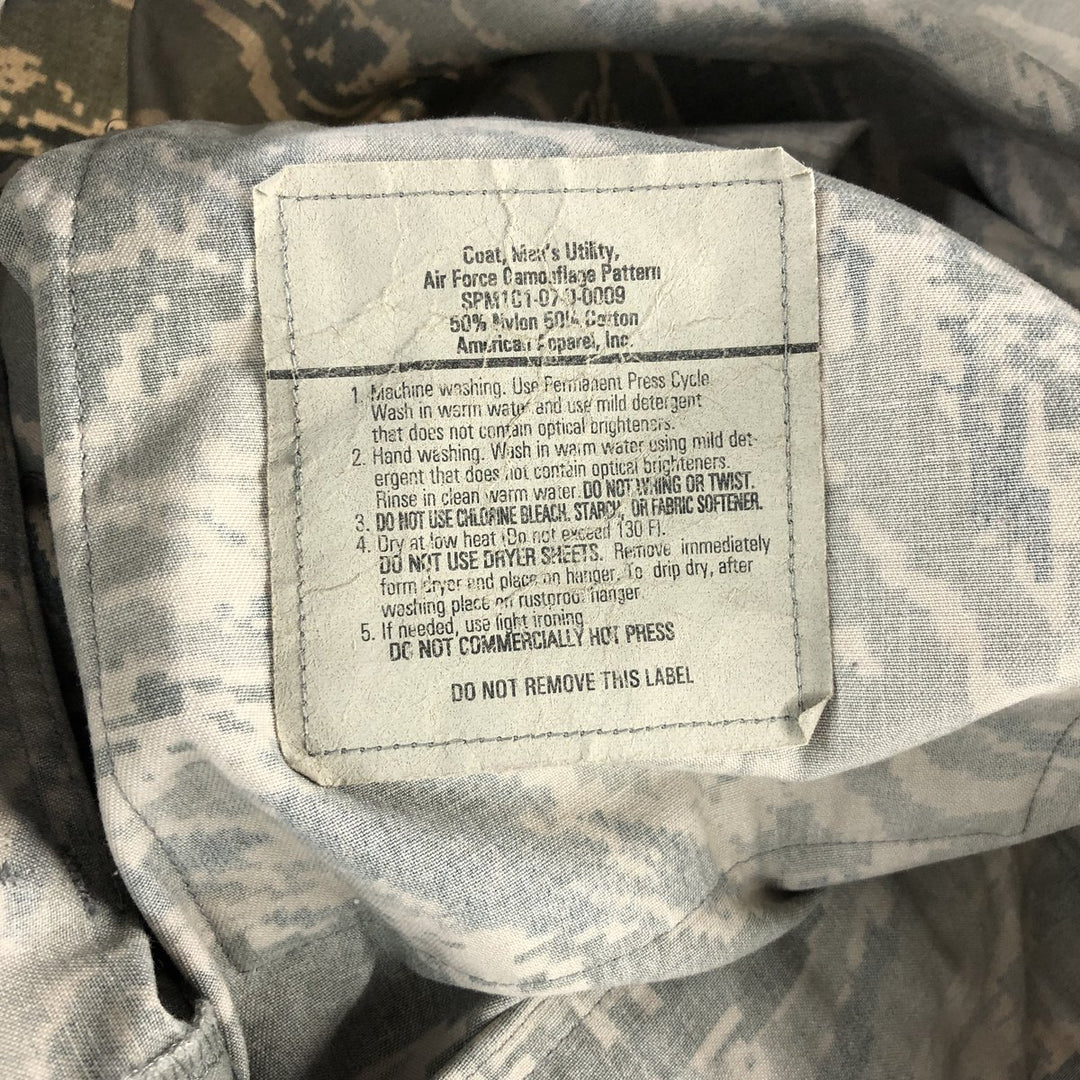 Coat, Men's Utility,
Air Force Camouflage Pattern
SPM1C1-07-D-0009
50% Nylon 50% Cotton
American Apparel, Inc.
1. Machine washing. Use Permanent Press Cycle
Wash in warm water and use mild detergent
that does not contain optical brighteners.
2. Hand washing. Wash in warm water using mild det-
ergent that does not contain optical brighteners.
Rinse in clean warm water. DO NOT WRING OR TWIST.
3. DO NOT USE CHLORINE BLEACH, STARCH, OR FABRIC SOFTENER.
4. Dry at low heat (Do not exceed 130 F).
DO NOT USE DRYER SHEETS. Remove immediately
form dryer and place on hanger. To drip dry, after
washing place on rustproof hanger.
5. If needed, use light ironing
DO NOT COMMERCIALLY HOT PRESS
DO NOT REMOVE THIS LABEL